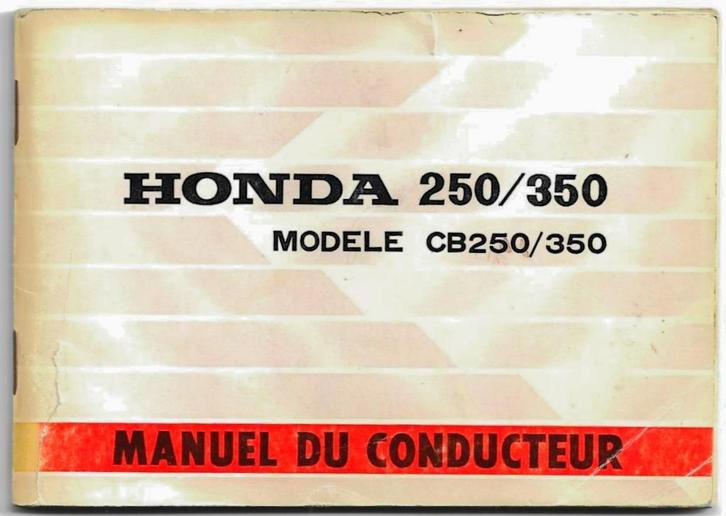 HONDA 250/350
MODELE CB250/350
MANUEL DU CONDUCTEUR